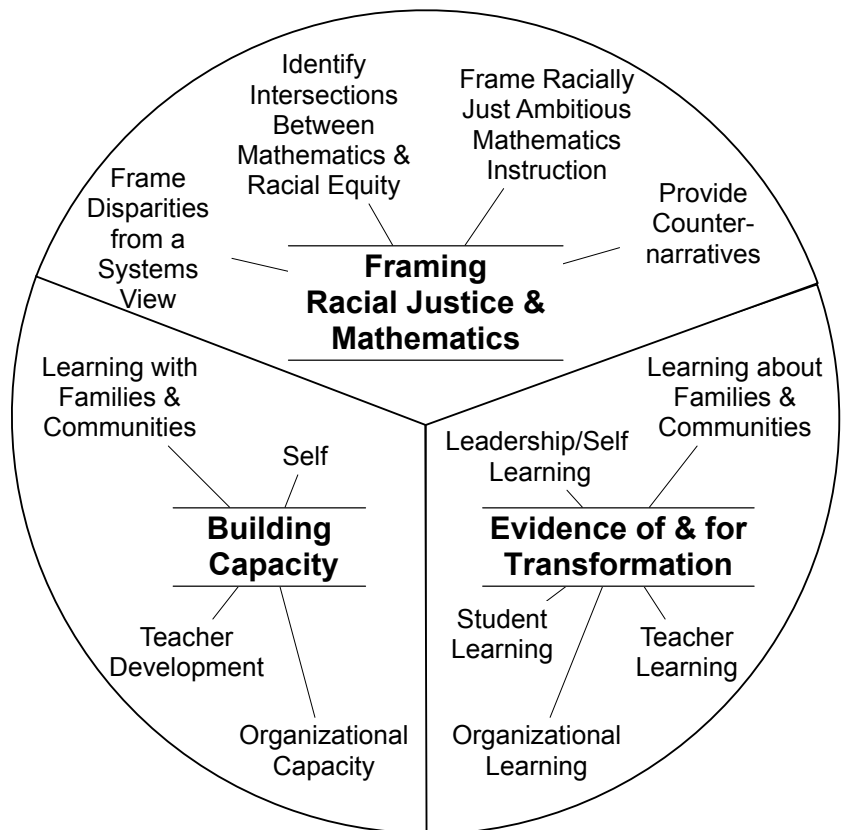 Identify
Intersections
Between
Mathematics &
Racial Equity
Frame Racially
Just Ambitious
Mathematics
Instruction
Frame
Disparities
from a
Systems
View
Provide
Counter-
narratives
Framing
Racial Justice &
Mathematics
Learning with
Families &
Communities
Self
Building
Capacity
Teacher
Development
Organizational
Capacity
Learning about
Families &
Communities
Leadership/Self
Learning
Evidence of & for
Transformation
Student
Learning
Teacher
Learning
Organizational
Learning